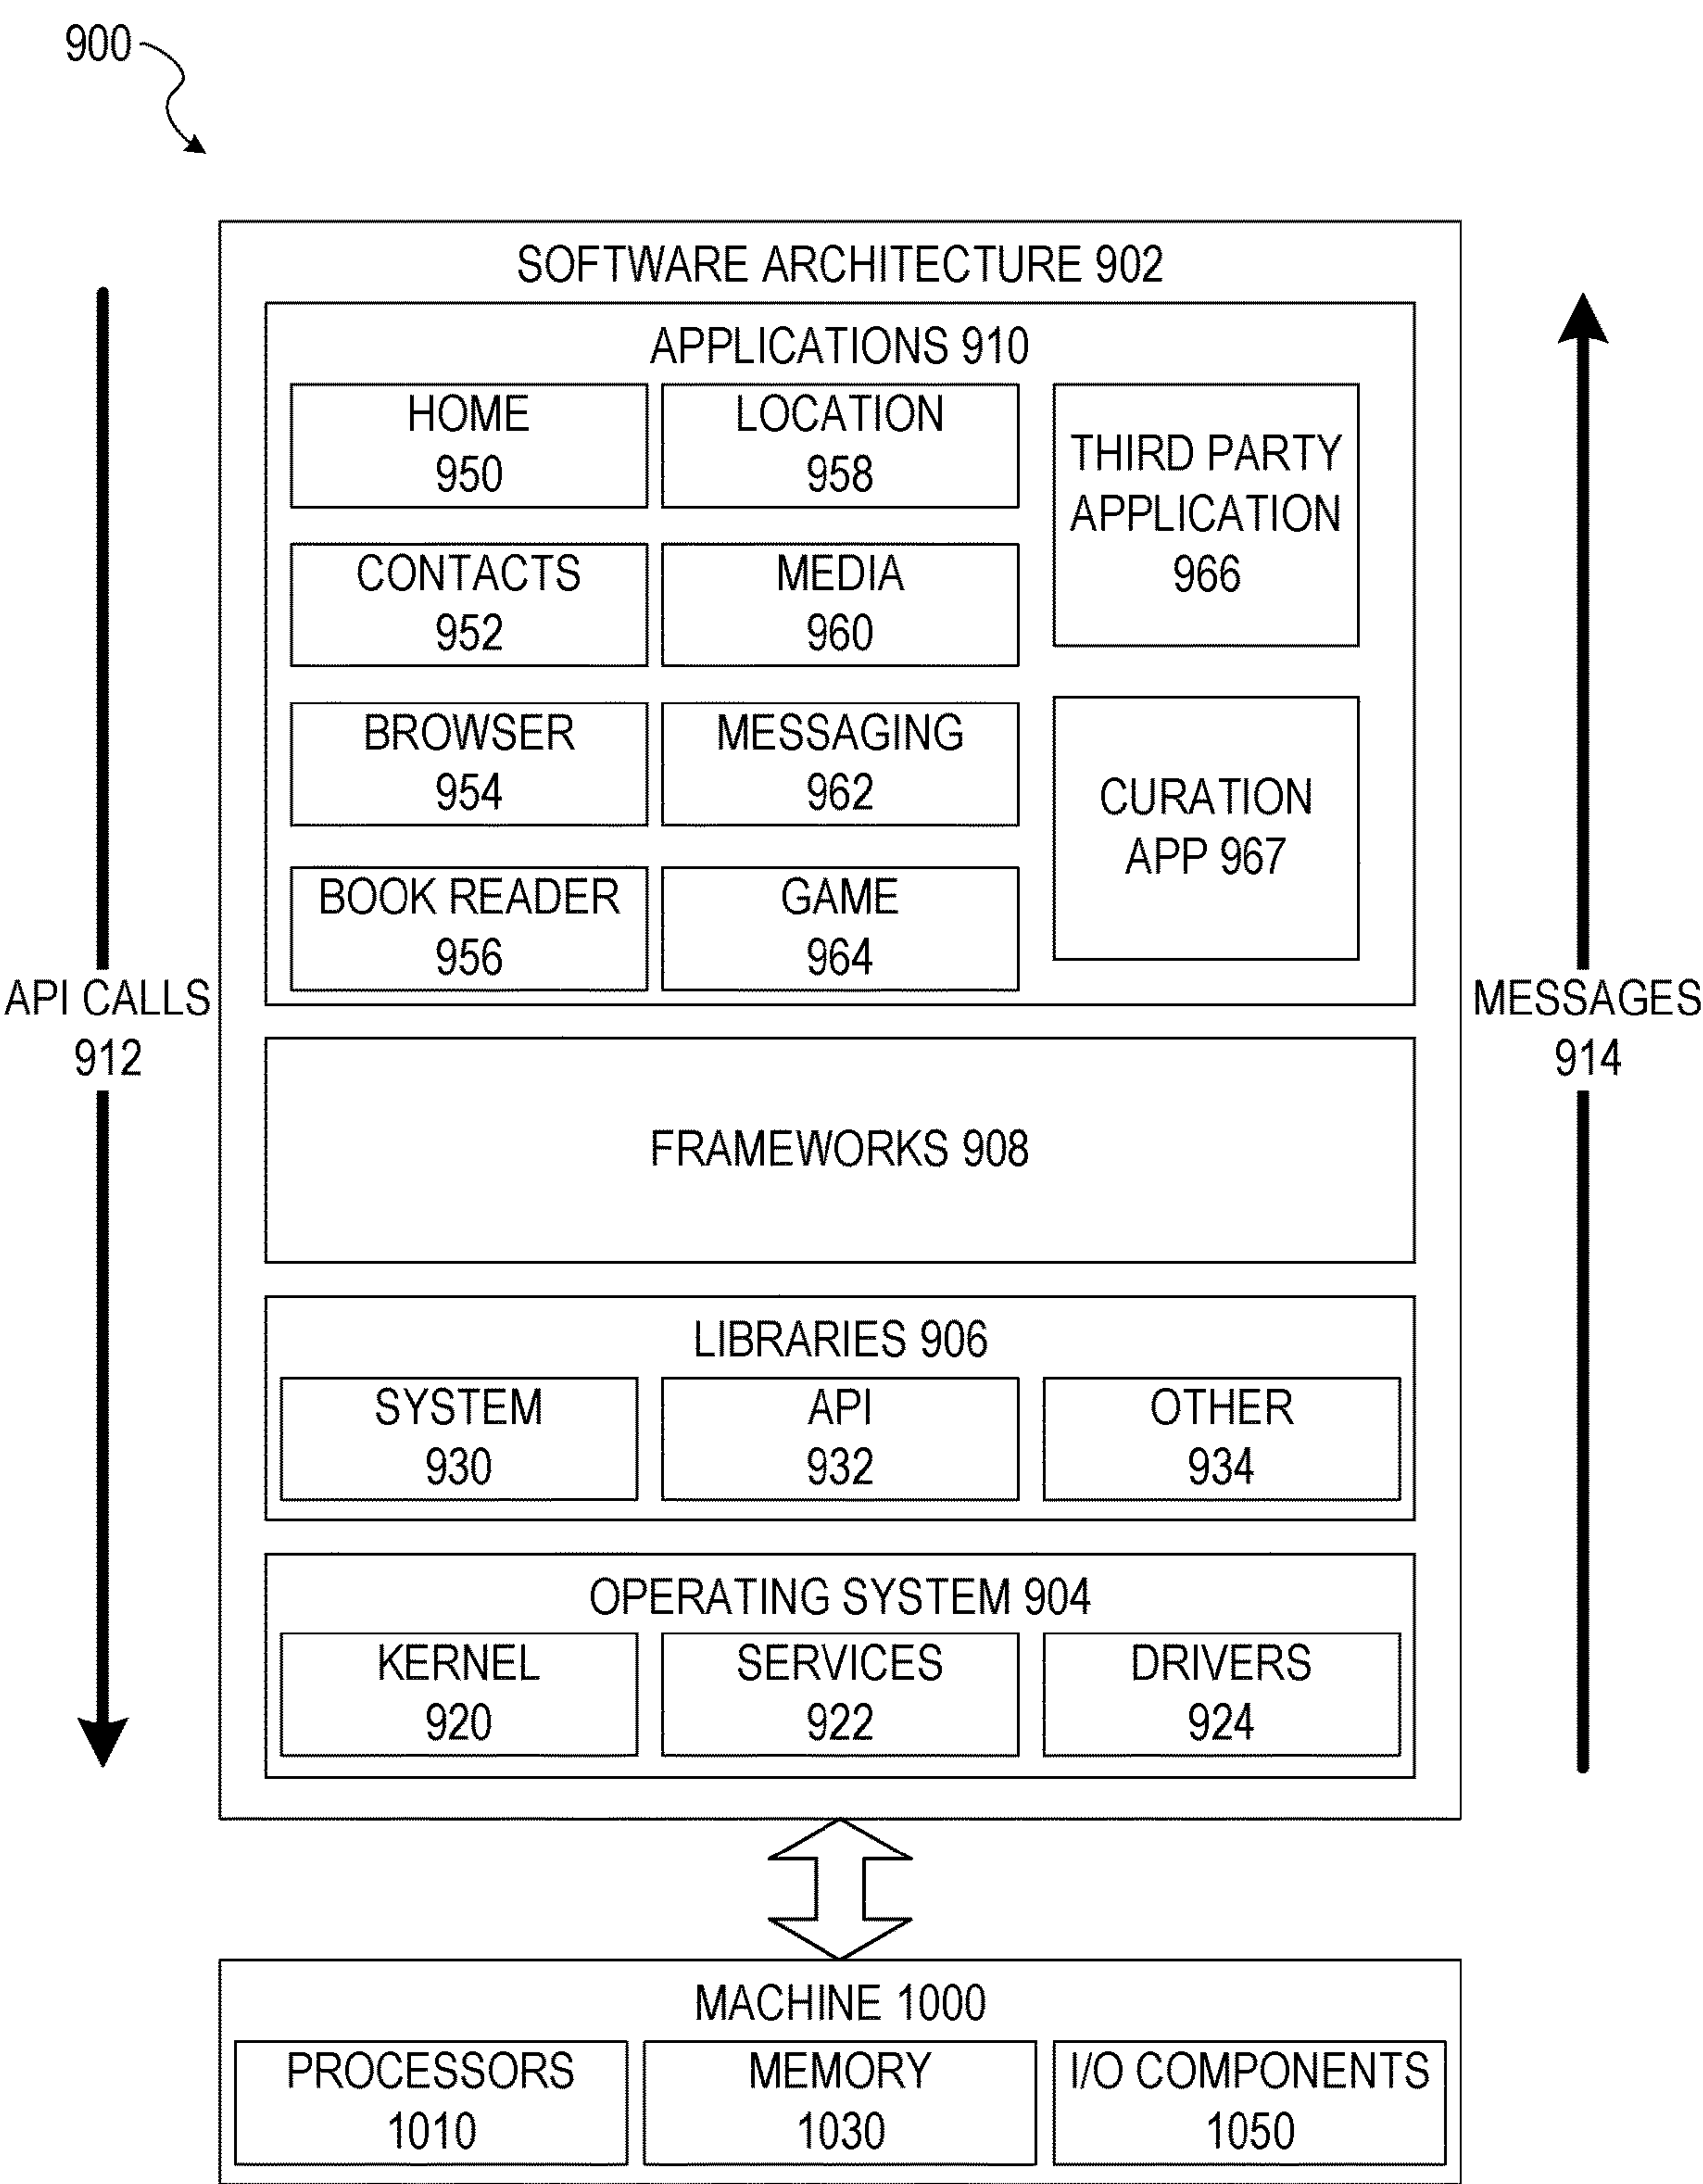 900
SOFTWARE ARCHITECTURE 902
APPLICATIONS 910
HOME
950
LOCATION
958
THIRD PARTY
APPLICATION
966
CONTACTS
952
MEDIA
960
BROWSER
954
MESSAGING
962
CURATION
APP 967
BOOK READER
956
GAME
964
API CALLS
912
MESSAGES
914
FRAMEWORKS 908
LIBRARIES 906
SYSTEM
930
API
932
OTHER
934
OPERATING SYSTEM 904
KERNEL
920
SERVICES
922
DRIVERS
924
MACHINE 1000
PROCESSORS
1010
MEMORY
1030
I/O COMPONENTS
1050